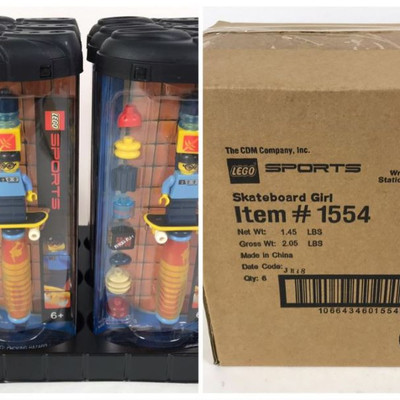 LEGO SPORTS
6+
The CDM Company, Inc.
LEGO SPORTS
Skateboard Girl
Item # 1554
Net Wt: 1.45 LBS
Gross Wt: 2.05 LBS
Made in China
Date Code:
Qty: 6